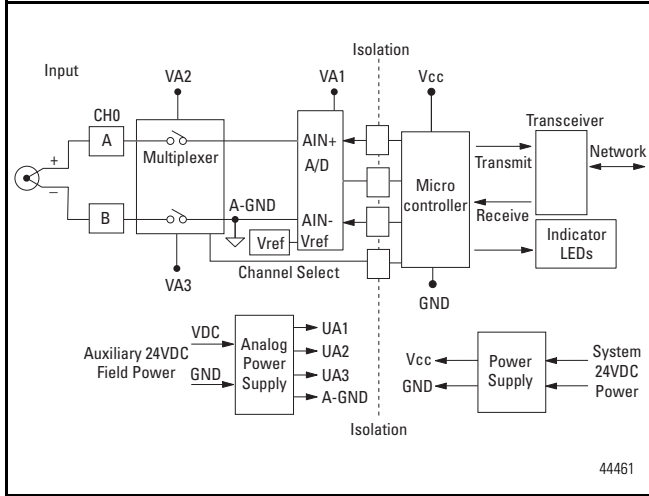 Isolation
Input
VA2
VA1
Vcc
CH0
A
+
–
B
Multiplexer
A-GND
AIN+
A/D
AIN-
Vref
Vref
Channel Select
VA3
Micro
controller
GND
Transmit
Receive
Transceiver
Network
Indicator
LEDs
Auxiliary 24VDC
Field Power
VDC
GND
Analog
Power
Supply
UA1
UA2
UA3
A-GND
Vcc
GND
Power
Supply
System
24VDC
Power
Isolation
44461